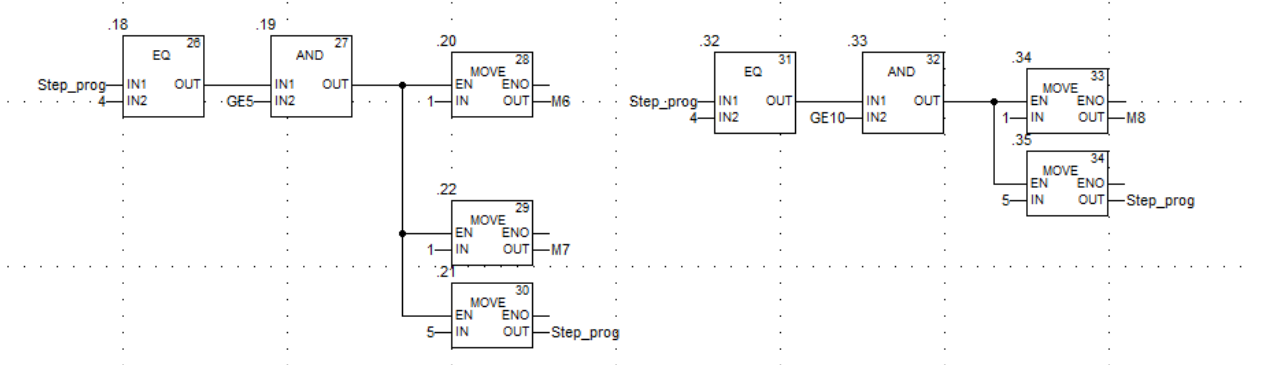 .18
26
EQ
Step_prog IN1 OUT
4 IN2
.19
27
AND
IN1 OUT
GE5 IN2
.20
28
MOVE
EN ENO
1 IN OUT M6
.22
29
MOVE
EN ENO
1 IN OUT M7
.21
30
MOVE
EN ENO
5 IN OUT Step_prog
.32
31
EQ
Step_prog IN1 OUT
4 IN2
.33
32
AND
IN1 OUT
GE10 IN2
.34
33
MOVE
EN ENO
1 IN OUT M8
.35
34
MOVE
EN ENO
5 IN OUT Step_prog